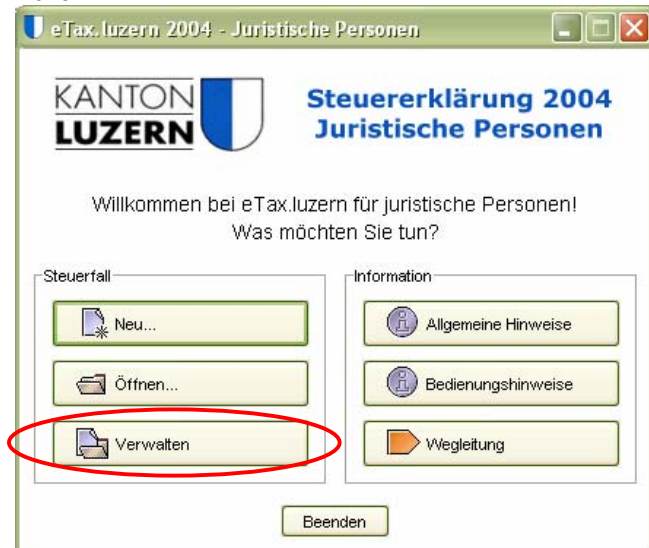 eTax.luzern 2004 - Juristische Personen
KANTON
LUZERN
Steuererklärung 2004
Juristische Personen
Willkommen bei eTax.luzern für juristische Personen!
Was möchten Sie tun?
Steuerfall
Neu...
Öffnen...
Verwalten
Information
Allgemeine Hinweise
Bedienungshinweise
Wegleitung
Beenden